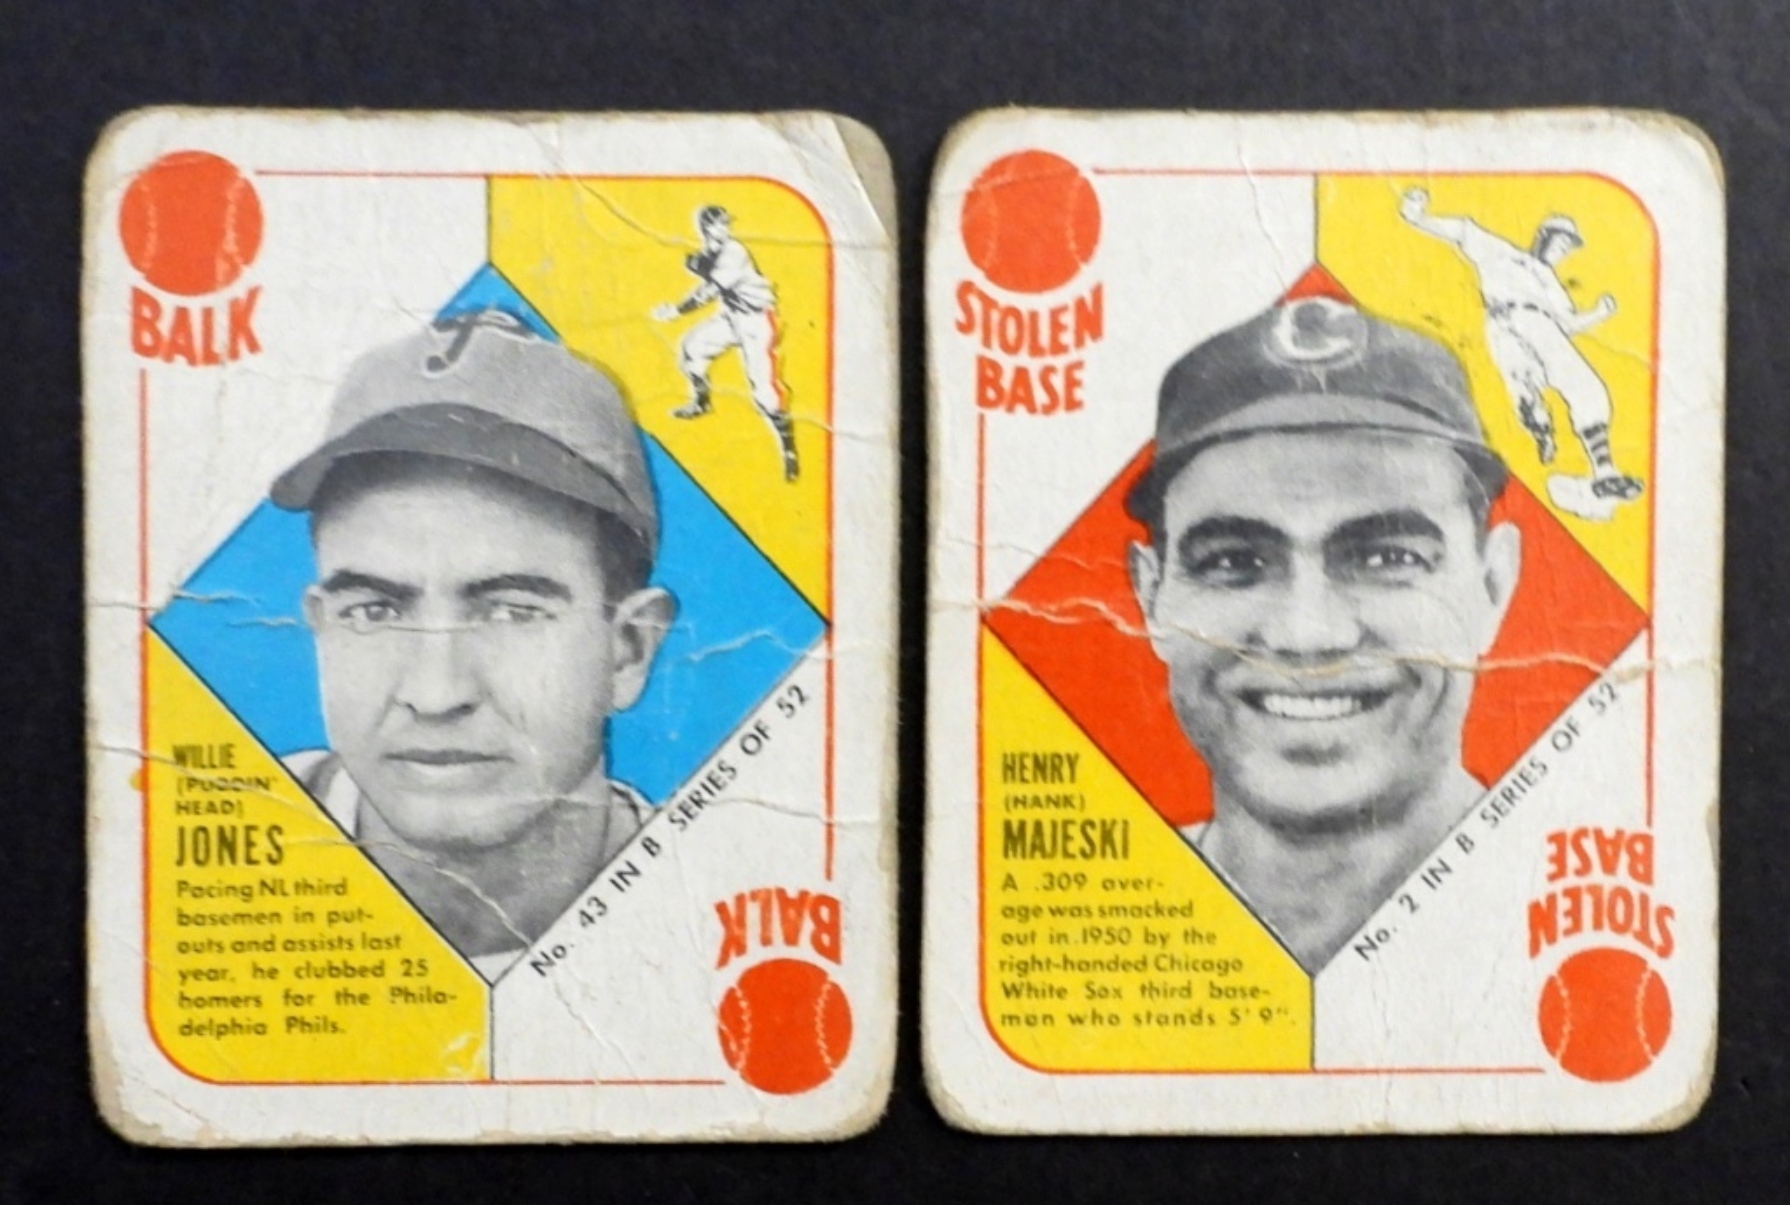 BALK
P
WILLIE
(PUDDIN'
HEAD)
JONES
Pacing NL third
basemen in put-
outs and assists last
year, he clubbed 25
homers for the Phila-
delphia Phils.
No. 43 IN B SERIES OF 52
BALK
STOLEN
BASE
C
HENRY
(HANK)
MAJESKI
A .309 aver-
age was smacked
out in 1950 by the
right-handed Chicago
White Sox third base-
man who stands 5' 9".
No. 2 IN B SERIES OF 52
STOLEN
BASE